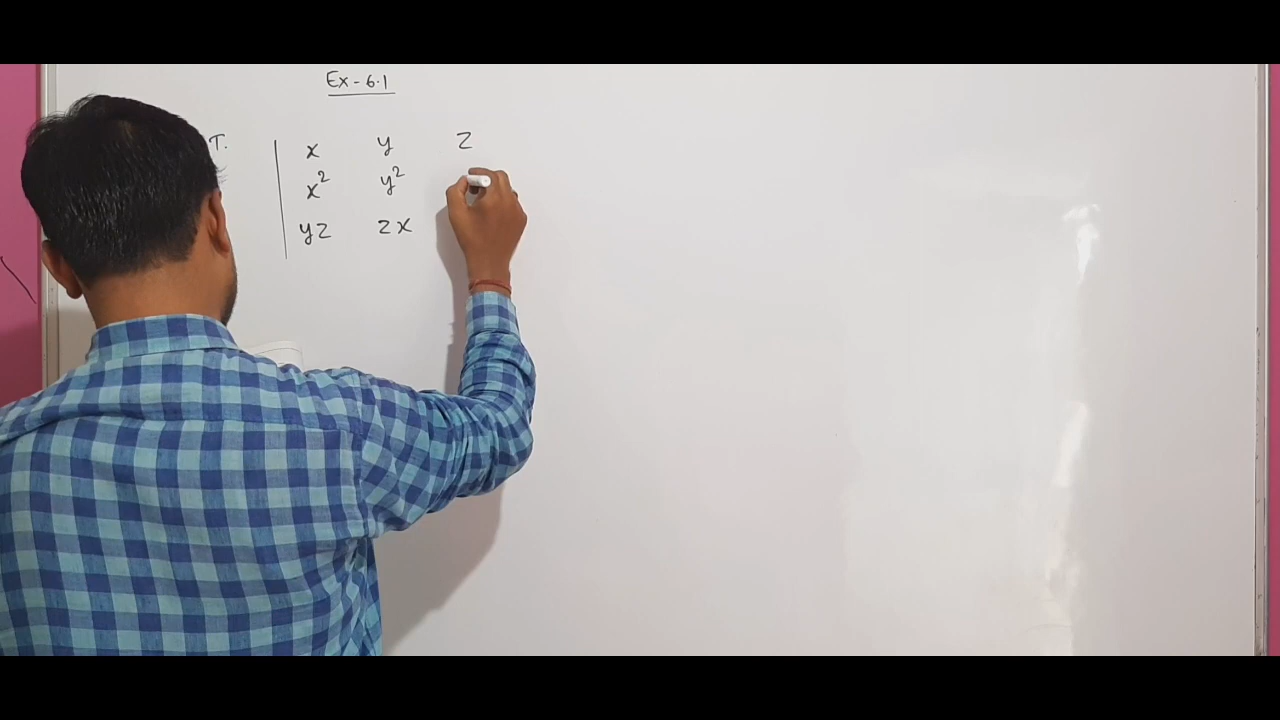 Ex-6.1
T. | x y z
x² y²
yz zx